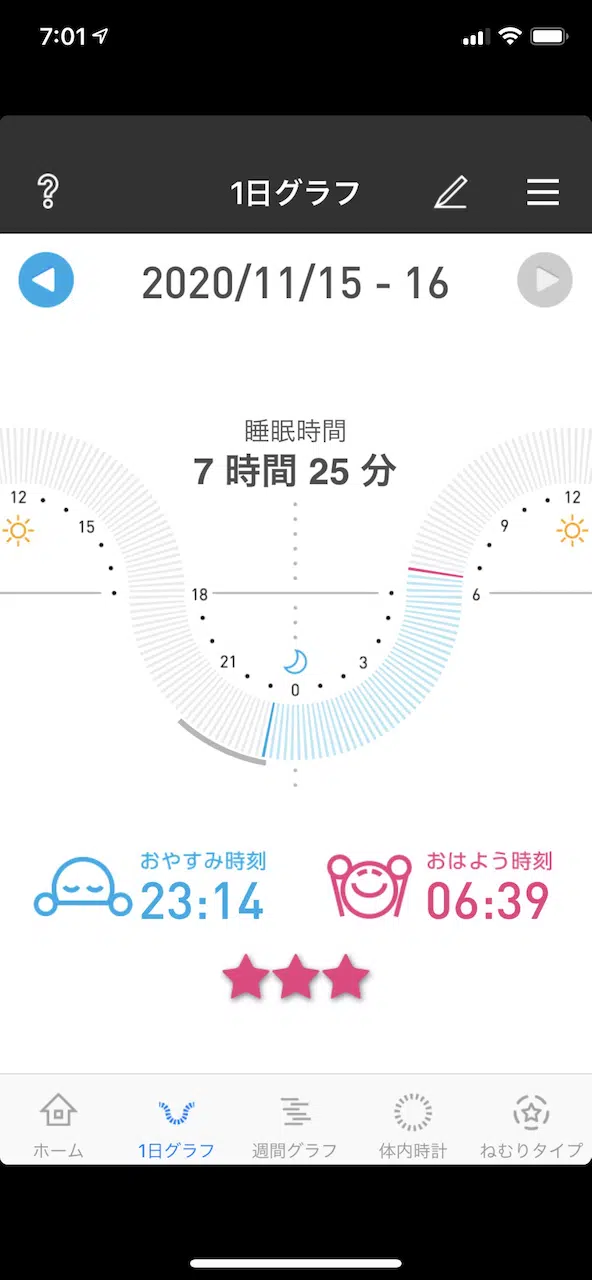 7:01
1日グラフ
2020/11/15 - 16
睡眠時間
7 時間 25 分
12
12
15
9
18
6
21
3
0
おやすみ時刻
23:14
おはよう時刻
06:39
ホーム
1日グラフ
週間グラフ
体内時計
ねむりタイプ